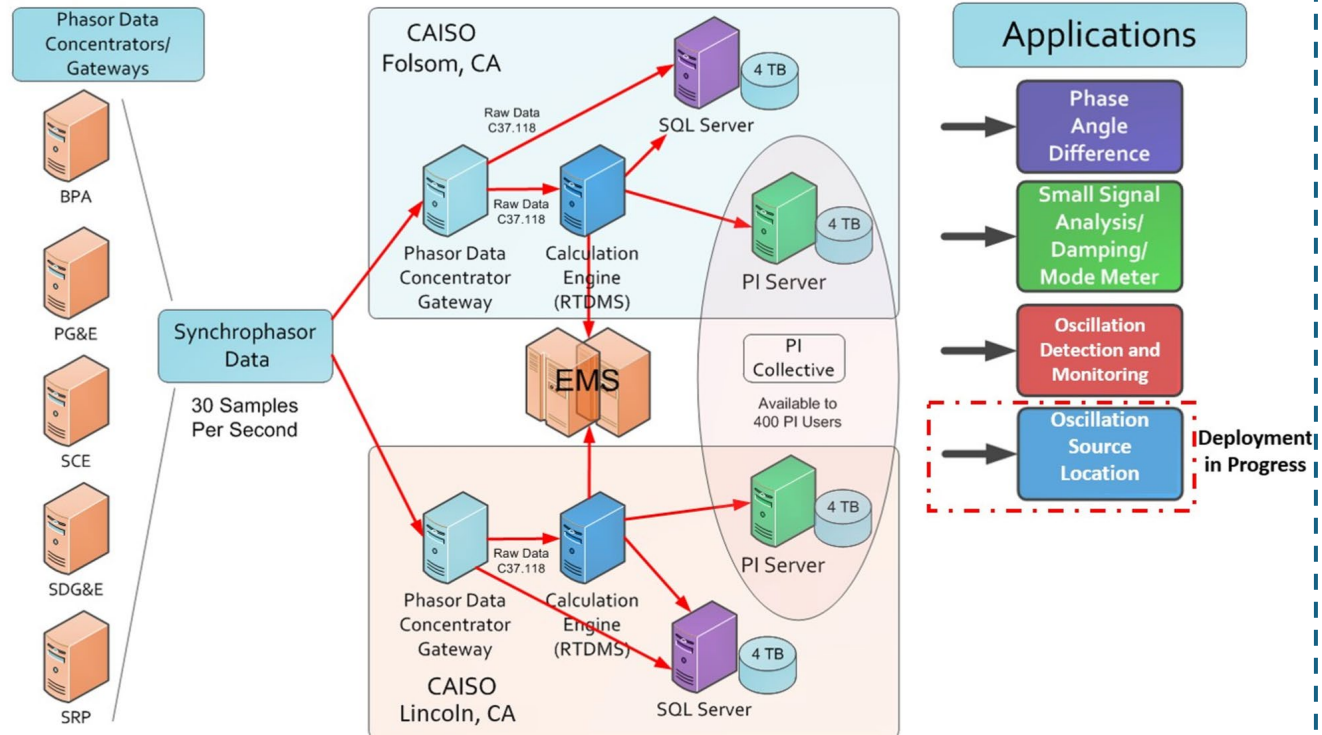 Phasor Data
Concentrators/
Gateways
BPA
PG&E
SCE
SDG&E
SRP
Synchrophasor
Data
30 Samples
Per Second
CAISO
Folsom, CA
Raw Data
C37.118
Raw Data
C37.118
Phasor Data
Concentrator
Gateway
Calculation
Engine
(RTDMS)
4 TB
SQL Server
4 TB
PI Server
EMS
PI
Collective
Available to
400 PI Users
Raw Data
C37.118
Phasor Data
Concentrator
Gateway
Calculation
Engine
(RTDMS)
4 TB
PI Server
4 TB
SQL Server
CAISO
Lincoln, CA
Applications
Phase
Angle
Difference
Small Signal
Analysis/
Damping/
Mode Meter
Oscillation
Detection and
Monitoring
Oscillation
Source
Location
Deployment
in Progress